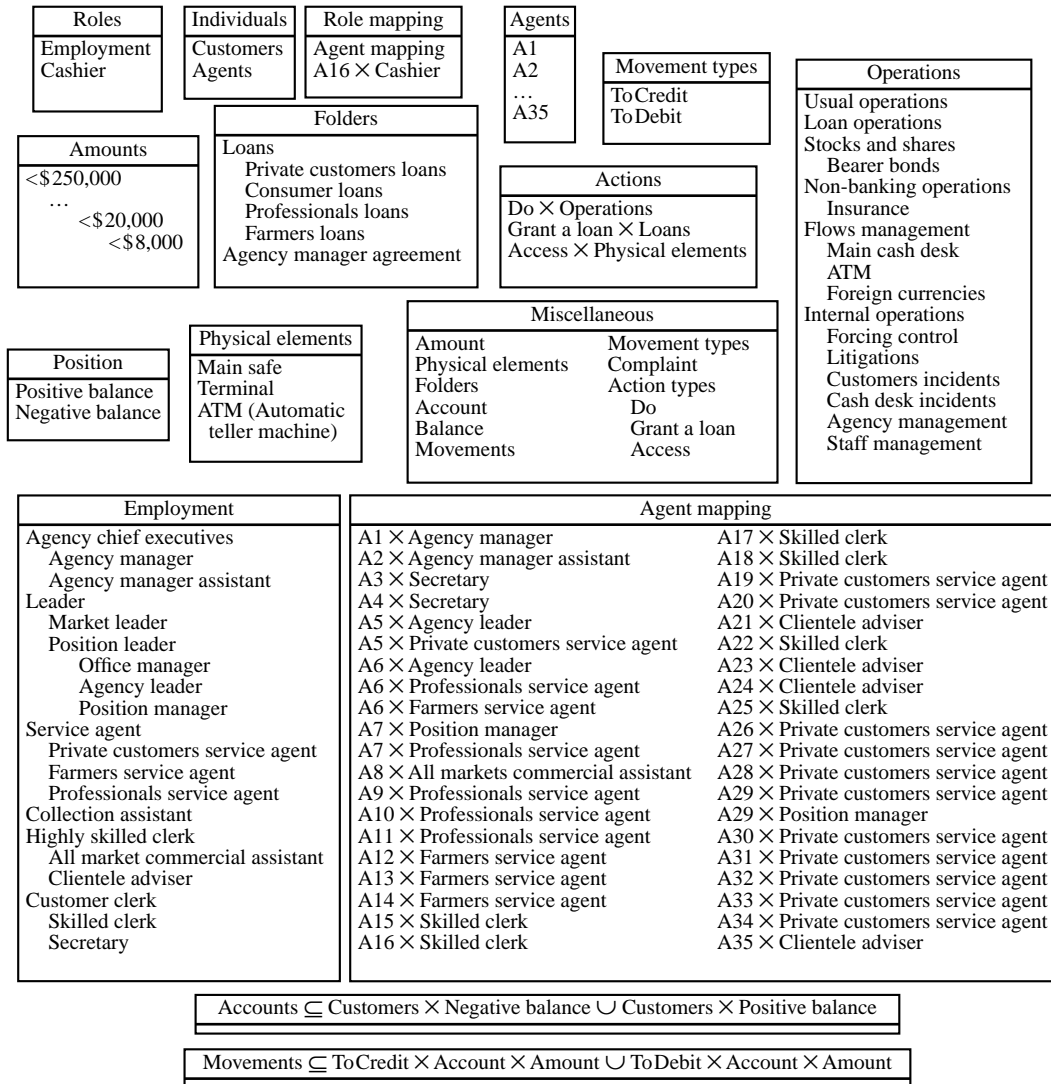 Roles
Employment
Cashier
Individuals
Customers
Agents
Role mapping
Agent mapping
A16 × Cashier
Agents
A1
A2
…
A35
Movement types
ToCredit
ToDebit
Operations
Usual operations
Loan operations
Stocks and shares
Bearer bonds
Non-banking operations
Insurance
Flows management
Main cash desk
ATM
Foreign currencies
Internal operations
Forcing control
Litigations
Customers incidents
Cash desk incidents
Agency management
Staff management
Amounts
<$250,000
…
<$20,000
<$8,000
Folders
Loans
Private customers loans
Consumer loans
Professionals loans
Farmers loans
Agency manager agreement
Actions
Do × Operations
Grant a loan × Loans
Access × Physical elements
Position
Positive balance
Negative balance
Physical elements
Main safe
Terminal
ATM (Automatic
teller machine)
Miscellaneous
Amount
Physical elements
Folders
Account
Balance
Movements
Movement types
Complaint
Action types
Do
Grant a loan
Access
Employment
Agency chief executives
Agency manager
Agency manager assistant
Leader
Market leader
Position leader
Office manager
Agency leader
Position manager
Service agent
Private customers service agent
Farmers service agent
Professionals service agent
Collection assistant
Highly skilled clerk
All market commercial assistant
Clientele adviser
Customer clerk
Skilled clerk
Secretary
Agent mapping
A1 × Agency manager
A2 × Agency manager assistant
A3 × Secretary
A4 × Secretary
A5 × Agency leader
A5 × Private customers service agent
A6 × Agency leader
A6 × Professionals service agent
A6 × Farmers service agent
A7 × Position manager
A7 × Professionals service agent
A8 × All markets commercial assistant
A9 × Professionals service agent
A10 × Professionals service agent
A11 × Professionals service agent
A12 × Farmers service agent
A13 × Farmers service agent
A14 × Farmers service agent
A15 × Skilled clerk
A16 × Skilled clerk
A17 × Skilled clerk
A18 × Skilled clerk
A19 × Private customers service agent
A20 × Private customers service agent
A21 × Clientele adviser
A22 × Skilled clerk
A23 × Clientele adviser
A24 × Clientele adviser
A25 × Skilled clerk
A26 × Private customers service agent
A27 × Private customers service agent
A28 × Private customers service agent
A29 × Private customers service agent
A29 × Position manager
A30 × Private customers service agent
A31 × Private customers service agent
A32 × Private customers service agent
A33 × Private customers service agent
A34 × Private customers service agent
A35 × Clientele adviser
Accounts ⊆ Customers × Negative balance ∪ Customers × Positive balance
Movements ⊆ ToCredit × Account × Amount ∪ ToDebit × Account × Amount